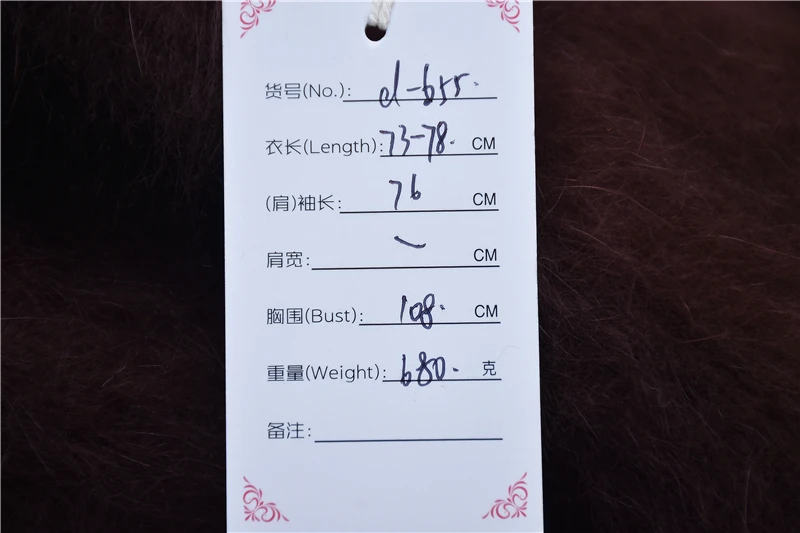 货号(No.): d-655.
衣长(Length): 73-78. CM
(肩)袖长: 76 CM
肩宽: — CM
胸围(Bust): 108. CM
重量(Weight): 680. 克
备注: